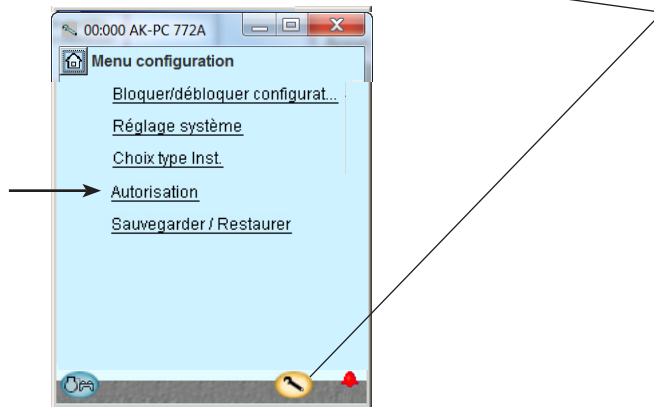 00:000 AK-PC 772A
Menu configuration
Bloquer/débloquer configurat...
Réglage système
Choix type Inst.
Autorisation
Sauvegarder / Restaurer